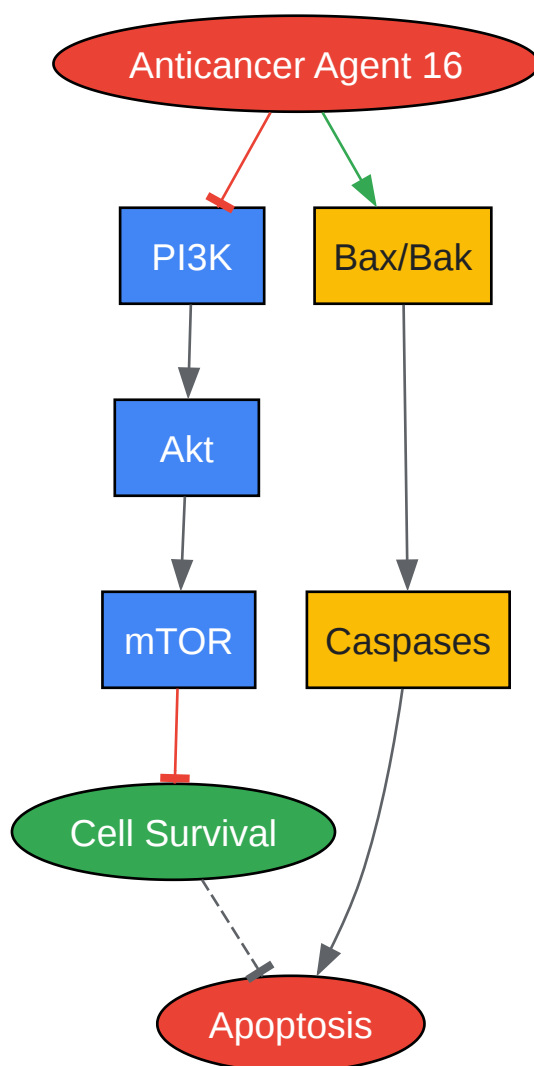 Anticancer Agent 16
PI3K
Bax/Bak
Akt
mTOR
Caspases
Cell Survival
Apoptosis